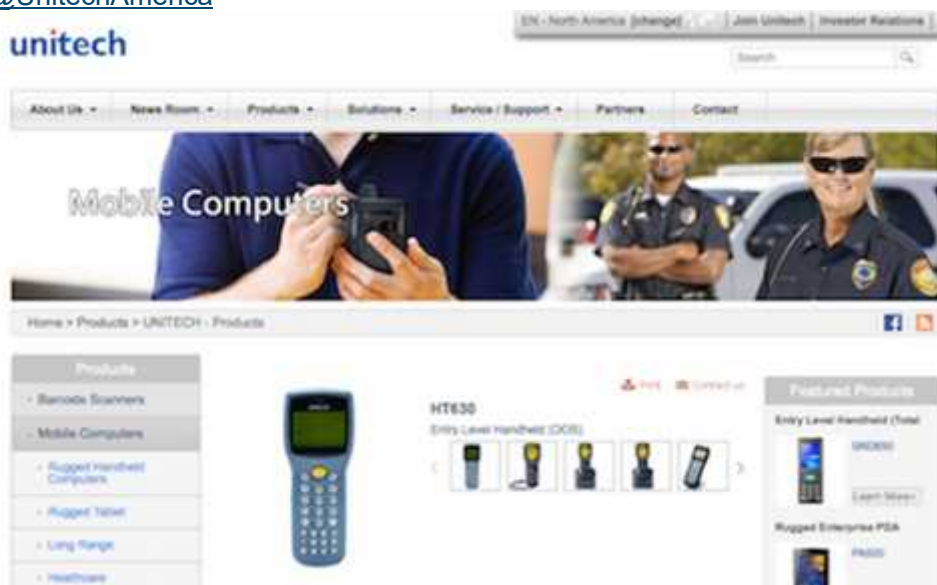 @UnitechAmerica
EN - North America [change] | Join Unitech | Investor Relations |
unitech
Search
About Us News Room Products Solutions Service / Support Partners Contact
Mobile Computers
Home > Products > UNITECH - Products
Products
Barcode Scanners
Mobile Computers
Rugged Handheld
Computers
Rugged Tablet
Long Range
Healthcare
Print Contact us
HT630
Entry Level Handheld (DOS)
Featured Products
Entry Level Handheld (Total
Learn More
Rugged Enterprise PDA